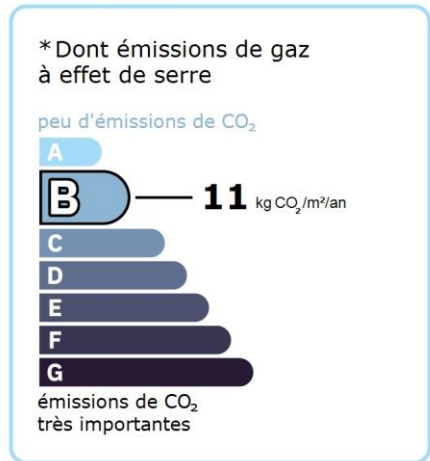 *Dont émissions de gaz
à effet de serre
peu d'émissions de CO₂
A
B 11 kg CO₂/m²/an
C
D
E
F
G
émissions de CO₂
très importantes